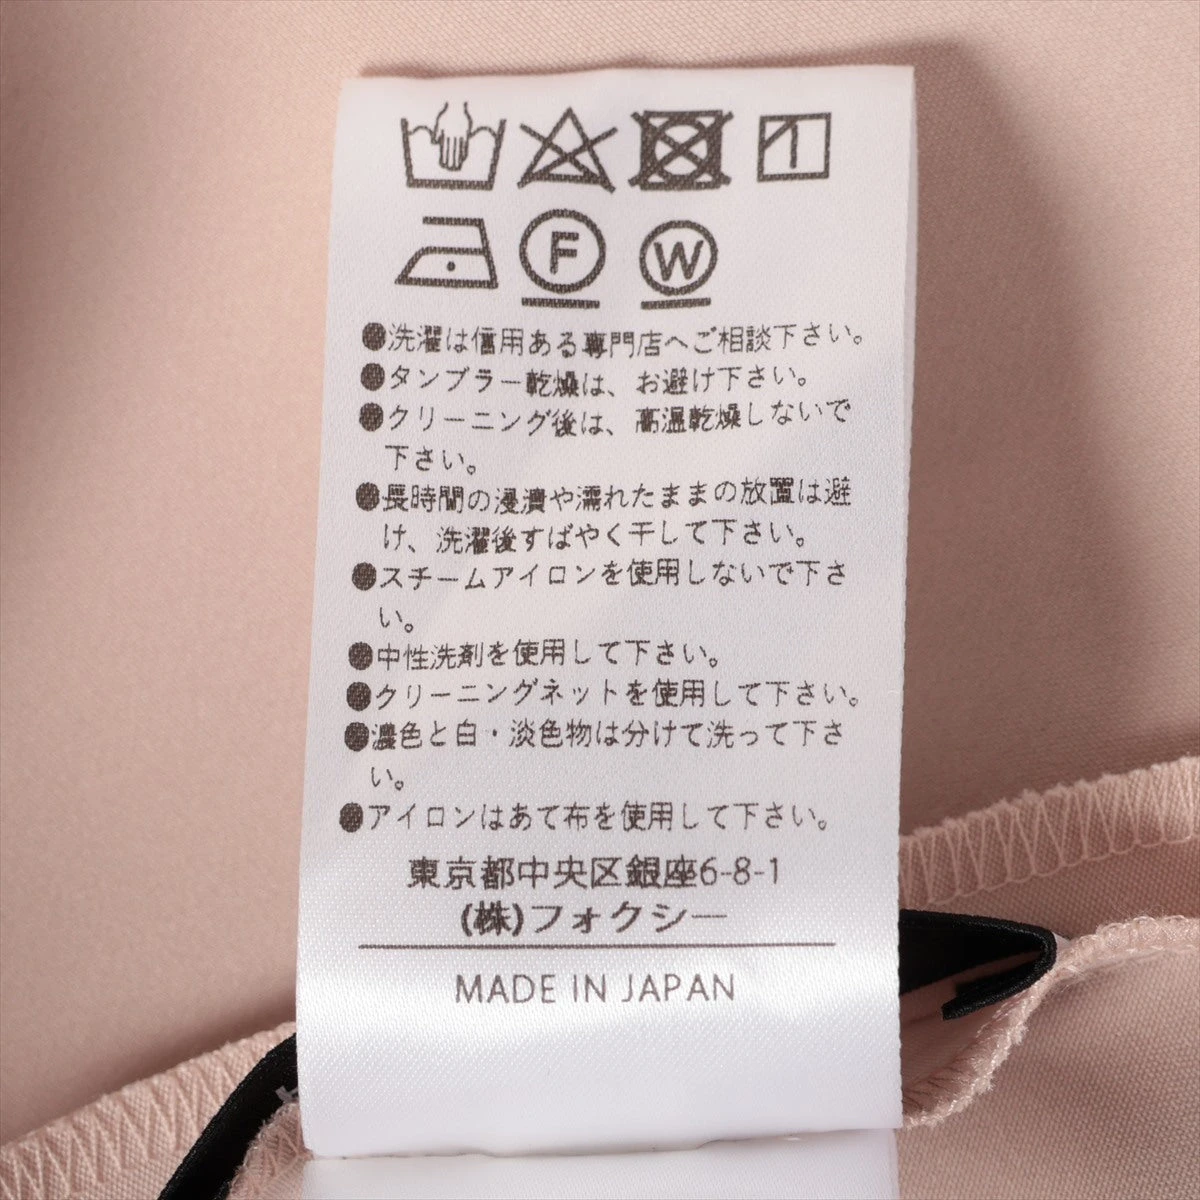 F W
●洗濯は信用ある専門店へご相談下さい。
●タンブラー乾燥は、お避け下さい。
●クリーニング後は、高温乾燥しないで
下さい。
●長時間の浸漬や濡れたままの放置は避
け、洗濯後すばやく干して下さい。
●スチームアイロンを使用しないで下さ
い。
●中性洗剤を使用して下さい。
●クリーニングネットを使用して下さい。
●濃色と白・淡色物は分けて洗って下さ
い。
●アイロンはあて布を使用して下さい。
東京都中央区銀座6-8-1
(株)フォクシー
MADE IN JAPAN